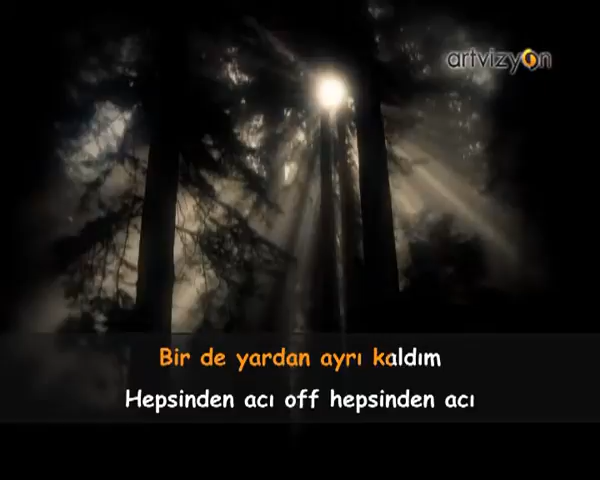 artvizyon
Bir de yardan ayrı kaldım
Hepsinden acı off hepsinden acı